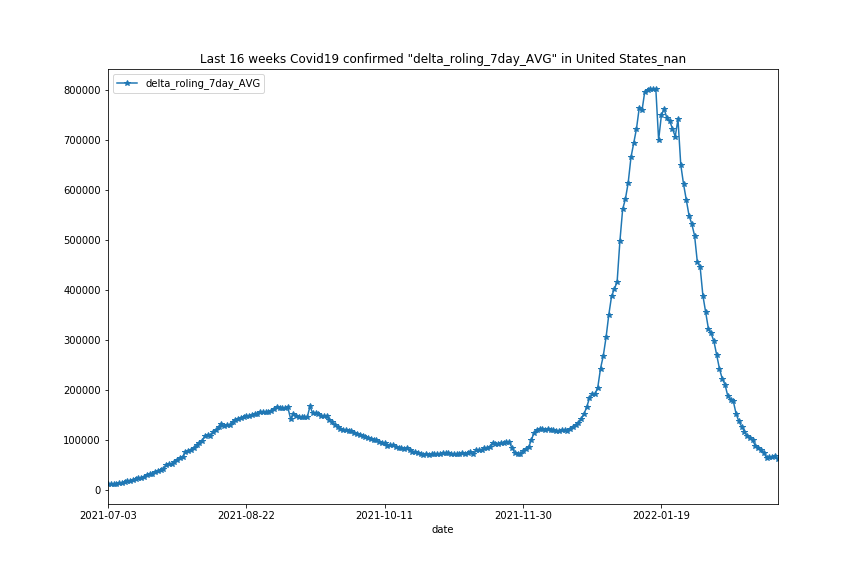 Last 16 weeks Covid19 confirmed "delta_roling_7day_AVG" in United States_nan
delta_roling_7day_AVG
800000
700000
600000
500000
400000
300000
200000
100000
0
2021-07-03 2021-08-22 2021-10-11 2021-11-30 2022-01-19
date